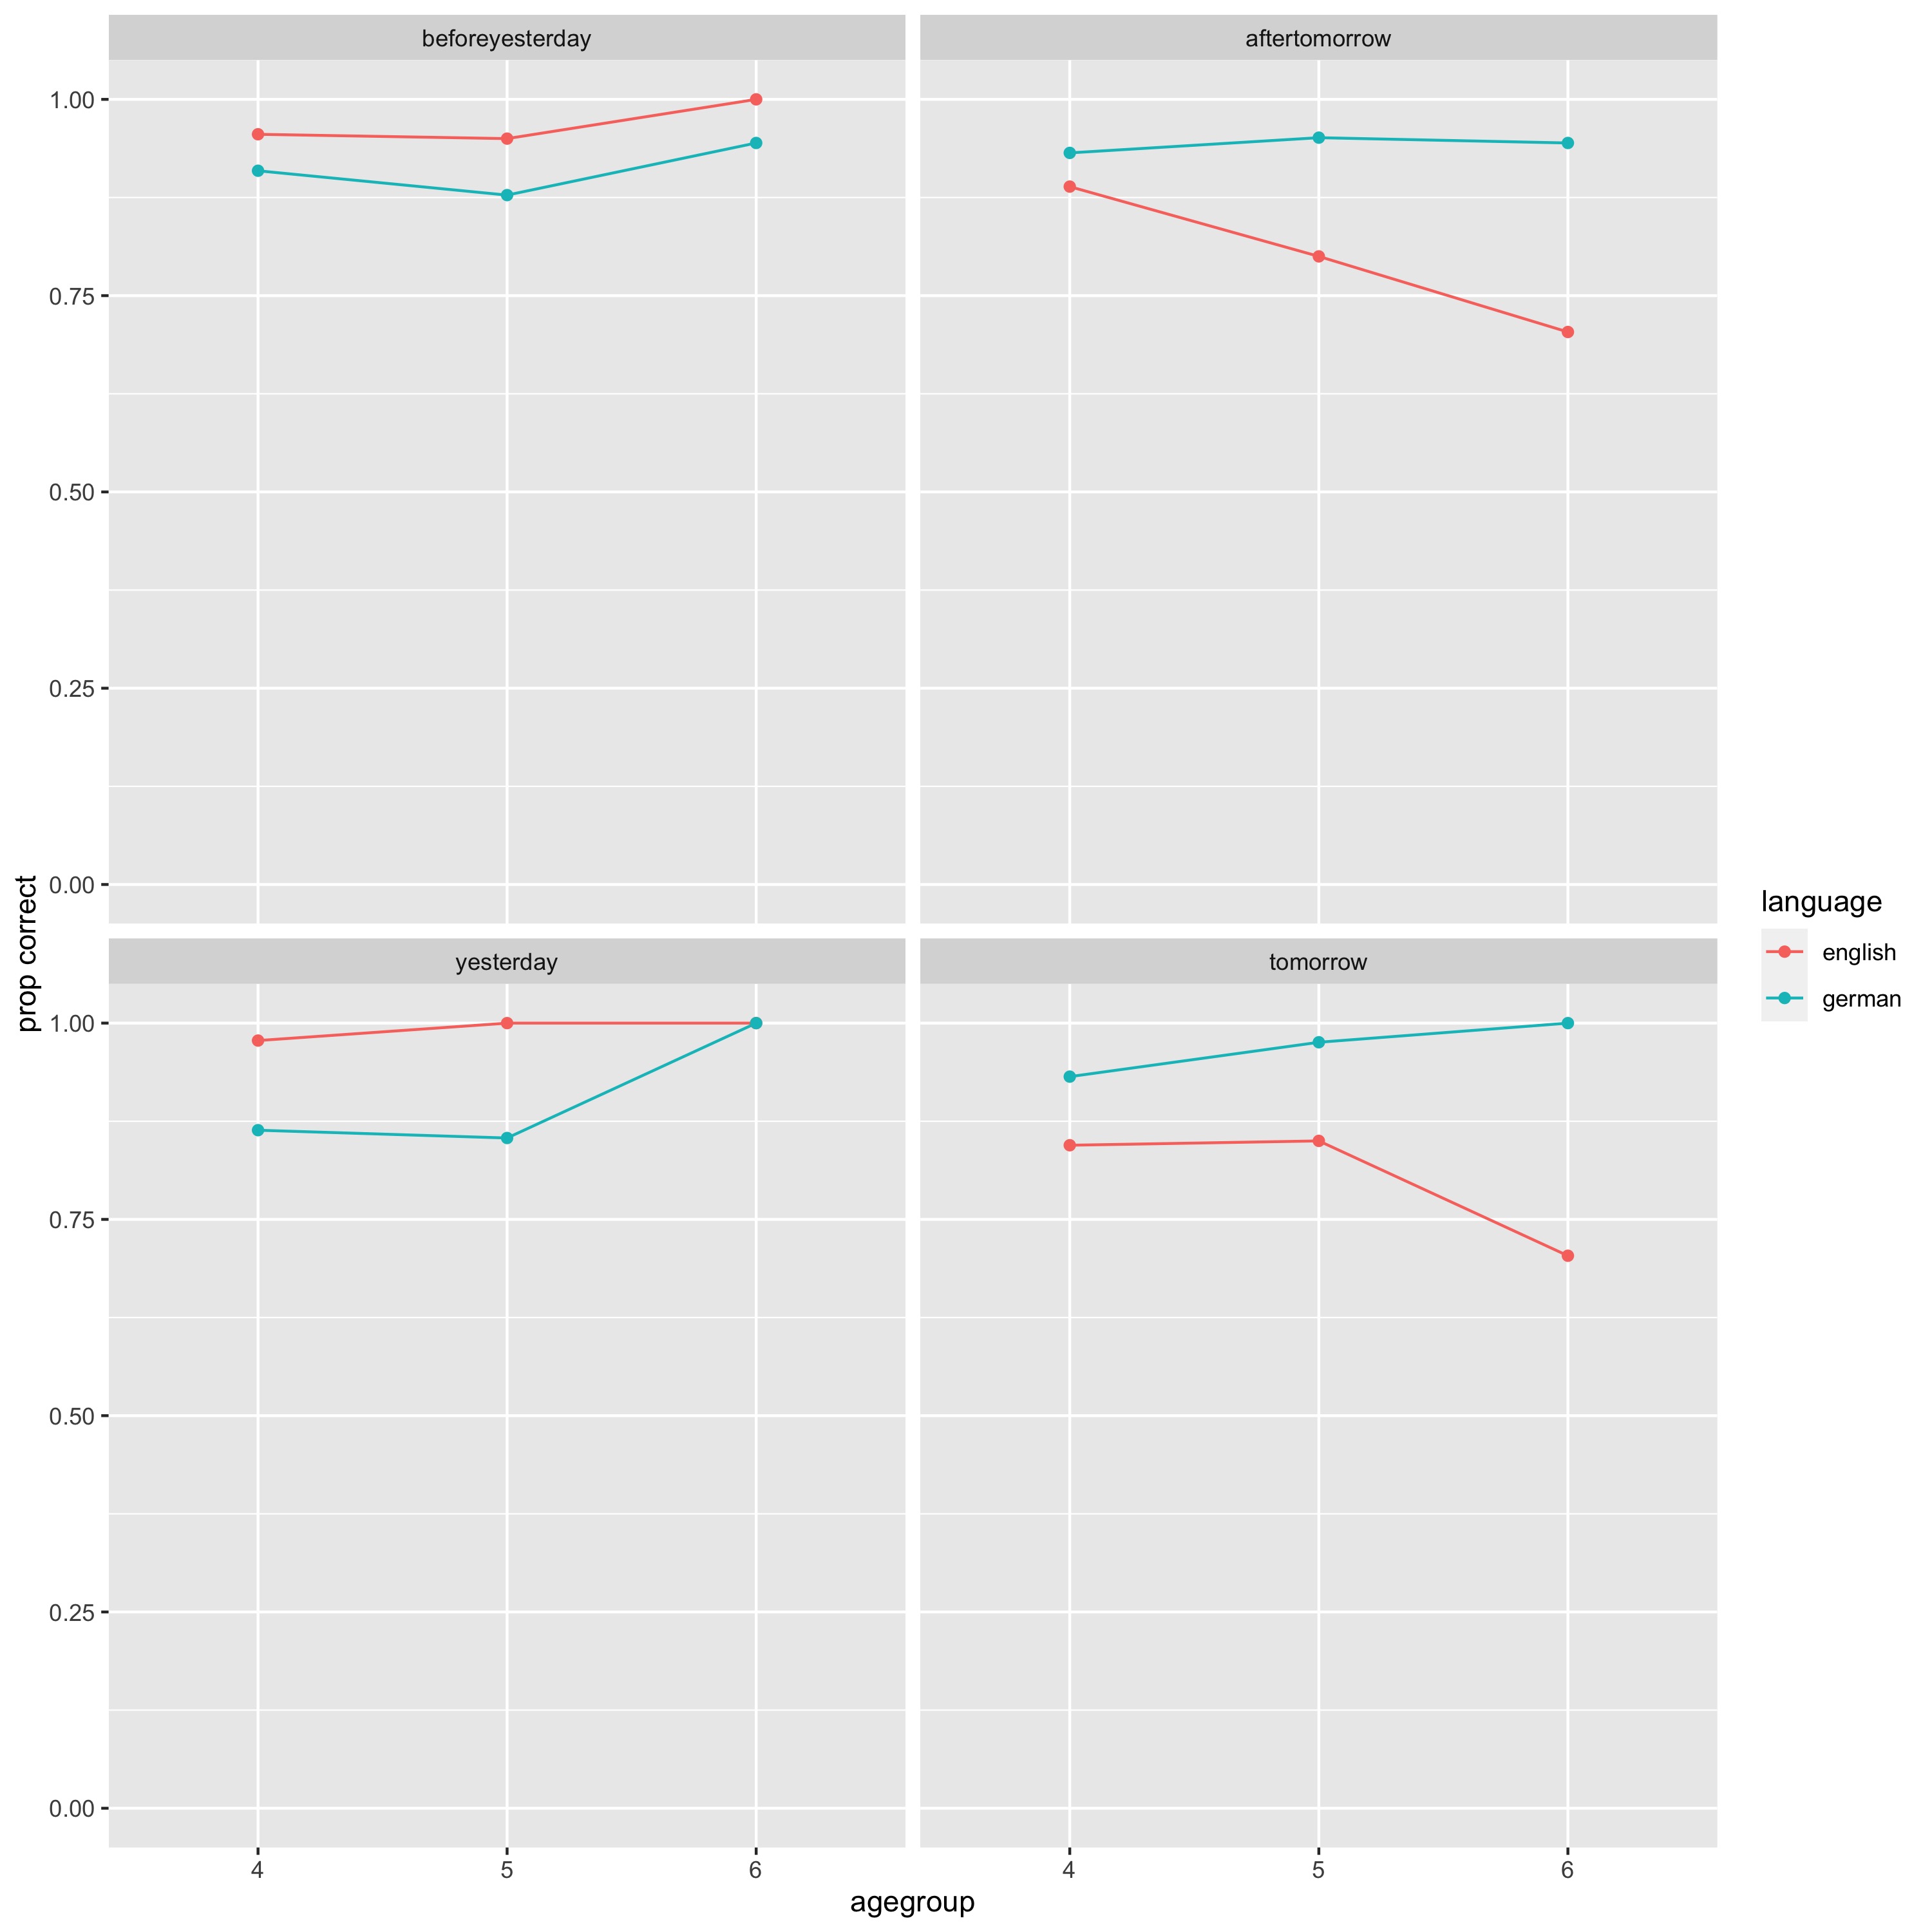 beforeyesterday
aftertomorrow
1.00
0.75
0.50
0.25
0.00
yesterday
tomorrow
1.00
0.75
0.50
0.25
0.00
4 5 6
4 5 6
agegroup
prop correct
language
english
german